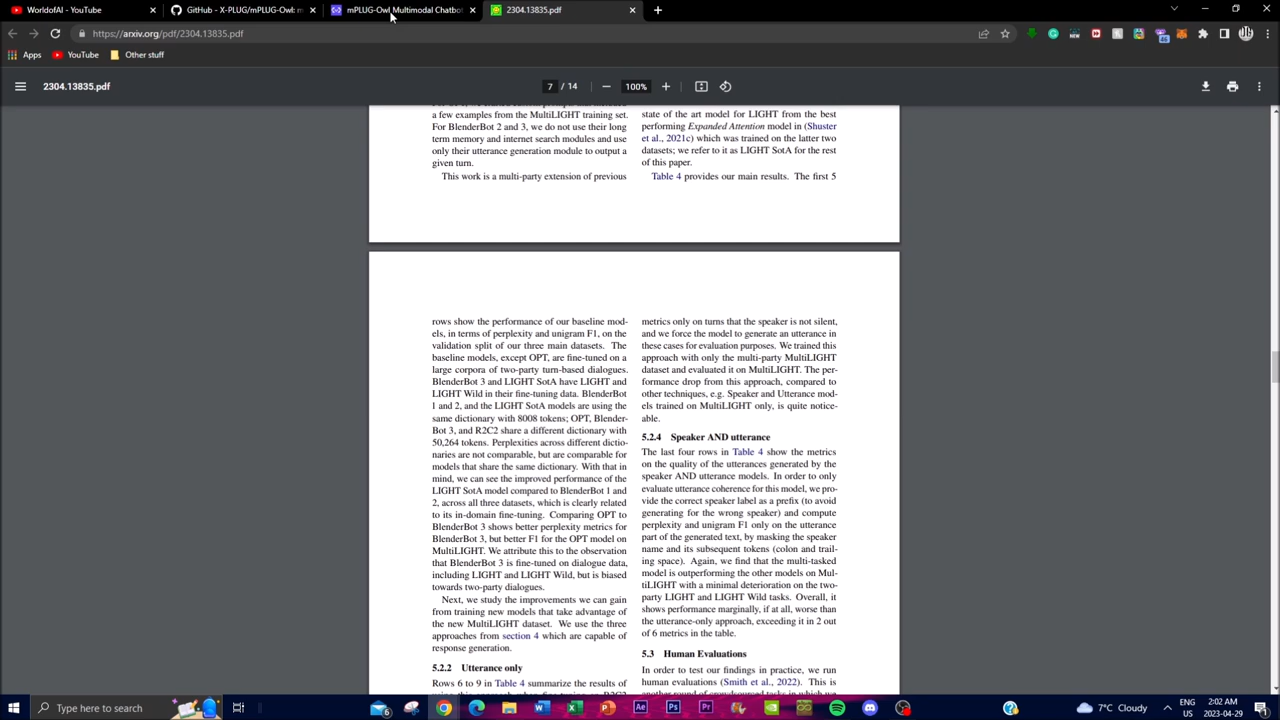 WorldofAI - YouTube
GitHub - X-PLUG/mPLUG-Owl: m
mPLUG-Owl Multimodal Chatbot
2304.13835.pdf
https://arxiv.org/pdf/2304.13835.pdf
Apps
YouTube
Other stuff
2304.13835.pdf
7 / 14
100%
a few examples from the MultiLIGHT training set.
For BlenderBot 2 and 3, we do not use their long
term memory and internet search modules and use
only their utterance generation module to output a
given turn.
This work is a multi-party extension of previous
state of the art model for LIGHT from the best
performing Expanded Attention model in (Shuster
et al., 2021c) which was trained on the latter two
datasets; we refer to it as LIGHT SotA for the rest
of this paper.
Table 4 provides our main results. The first 5
rows show the performance of our baseline mod-
els, in terms of perplexity and unigram F1, on the
validation split of our three main datasets. The
baseline models, except OPT, are fine-tuned on a
large corpora of two-party turn-based dialogues.
BlenderBot 3 and LIGHT SotA have LIGHT and
LIGHT Wild in their fine-tuning data. BlenderBot
1 and 2, and the LIGHT SotA models are using the
same dictionary with 8008 tokens; OPT, Blender-
Bot 3, and R2C2 share a different dictionary with
50,264 tokens. Perplexities across different dictio-
naries are not comparable, but are comparable for
models that share the same dictionary. With that in
mind, we can see the improved performance of the
LIGHT SotA model compared to BlenderBot 1 and
2, across all three datasets, which is clearly related
to its in-domain fine-tuning. Comparing OPT to
BlenderBot 3 shows better perplexity metrics for
BlenderBot 3, but better F1 for the OPT model on
MultiLIGHT. We attribute this to the observation
that BlenderBot 3 is fine-tuned on dialogue data,
including LIGHT and LIGHT Wild, but is biased
towards two-party dialogues.
Next, we study the improvements we can gain
from training new models that take advantage of
the new MultiLIGHT dataset. We use the three
approaches from section 4 which are capable of
response generation.
5.2.2 Utterance only
Rows 6 to 9 in Table 4 summarize the results of
metrics only on turns that the speaker is not silent,
and we force the model to generate an utterance in
these cases for evaluation purposes. We trained this
approach with only the multi-party MultiLIGHT
dataset and evaluated it on MultiLIGHT. The per-
formance drop from this approach, compared to
other techniques, e.g. Speaker and Utterance mod-
els trained on MultiLIGHT only, is quite notice-
able.
5.2.4 Speaker AND utterance
The last four rows in Table 4 show the metrics
on the quality of the utterances generated by the
speaker AND utterance models. In order to only
evaluate utterance coherence for this model, we pro-
vide the correct speaker label as a prefix (to avoid
generating for the wrong speaker) and compute
perplexity and unigram F1 only on the utterance
part of the generated text, by masking the speaker
name and its subsequent tokens (colon and trail-
ing space). Again, we find that the multi-tasked
model is outperforming the other models on Mul-
tiLIGHT with a minimal deterioration on the two-
party LIGHT and LIGHT Wild tasks. Overall, it
shows performance marginally, if at all, worse than
the utterance-only approach, exceeding it in 2 out
of 6 metrics in the table.
5.3 Human Evaluations
In order to test our findings in practice, we run
human evaluations (Smith et al., 2022). This is
another round of crowdsourced tasks in which we
Type here to search
7°C Cloudy
ENG
US
2:02 AM
2023-04-29